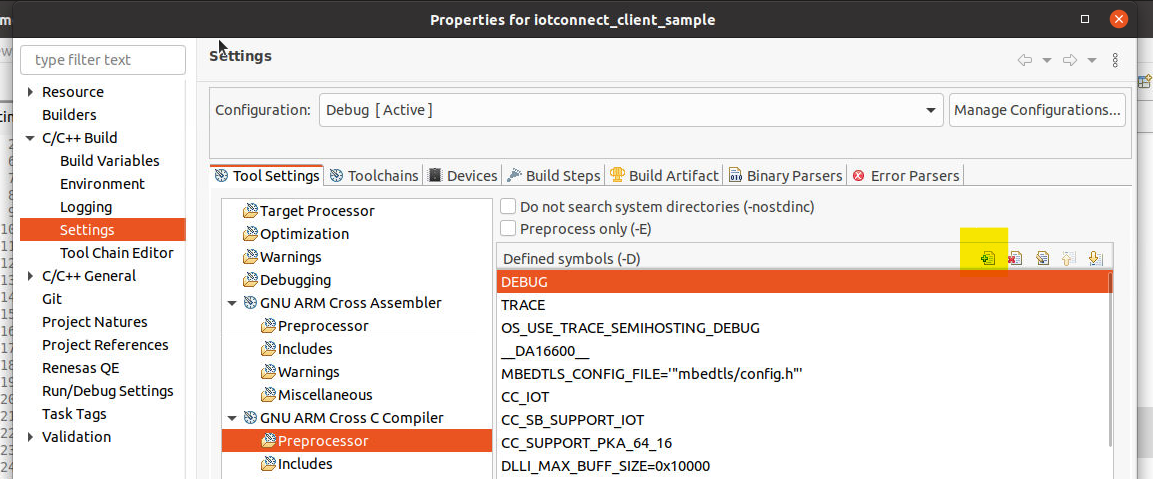 Properties for iotconnect_client_sample
type filter text
Settings
Resource
Builders
C/C++ Build
Build Variables
Environment
Logging
Settings
Tool Chain Editor
C/C++ General
Git
Project Natures
Project References
Renesas QE
Run/Debug Settings
Task Tags
Validation
Configuration:
Debug [ Active ]
Manage Configurations...
Tool Settings
Toolchains
Devices
Build Steps
Build Artifact
Binary Parsers
Error Parsers
Target Processor
Optimization
Warnings
Debugging
GNU ARM Cross Assembler
Preprocessor
Includes
Warnings
Miscellaneous
GNU ARM Cross C Compiler
Preprocessor
Includes
Do not search system directories (-nostdinc)
Preprocess only (-E)
Defined symbols (-D)
DEBUG
TRACE
OS_USE_TRACE_SEMIHOSTING_DEBUG
__DA16600__
MBEDTLS_CONFIG_FILE='"mbedtls/config.h"'
CC_IOT
CC_SB_SUPPORT_IOT
CC_SUPPORT_PKA_64_16
DLLI_MAX_BUFF_SIZE=0x10000